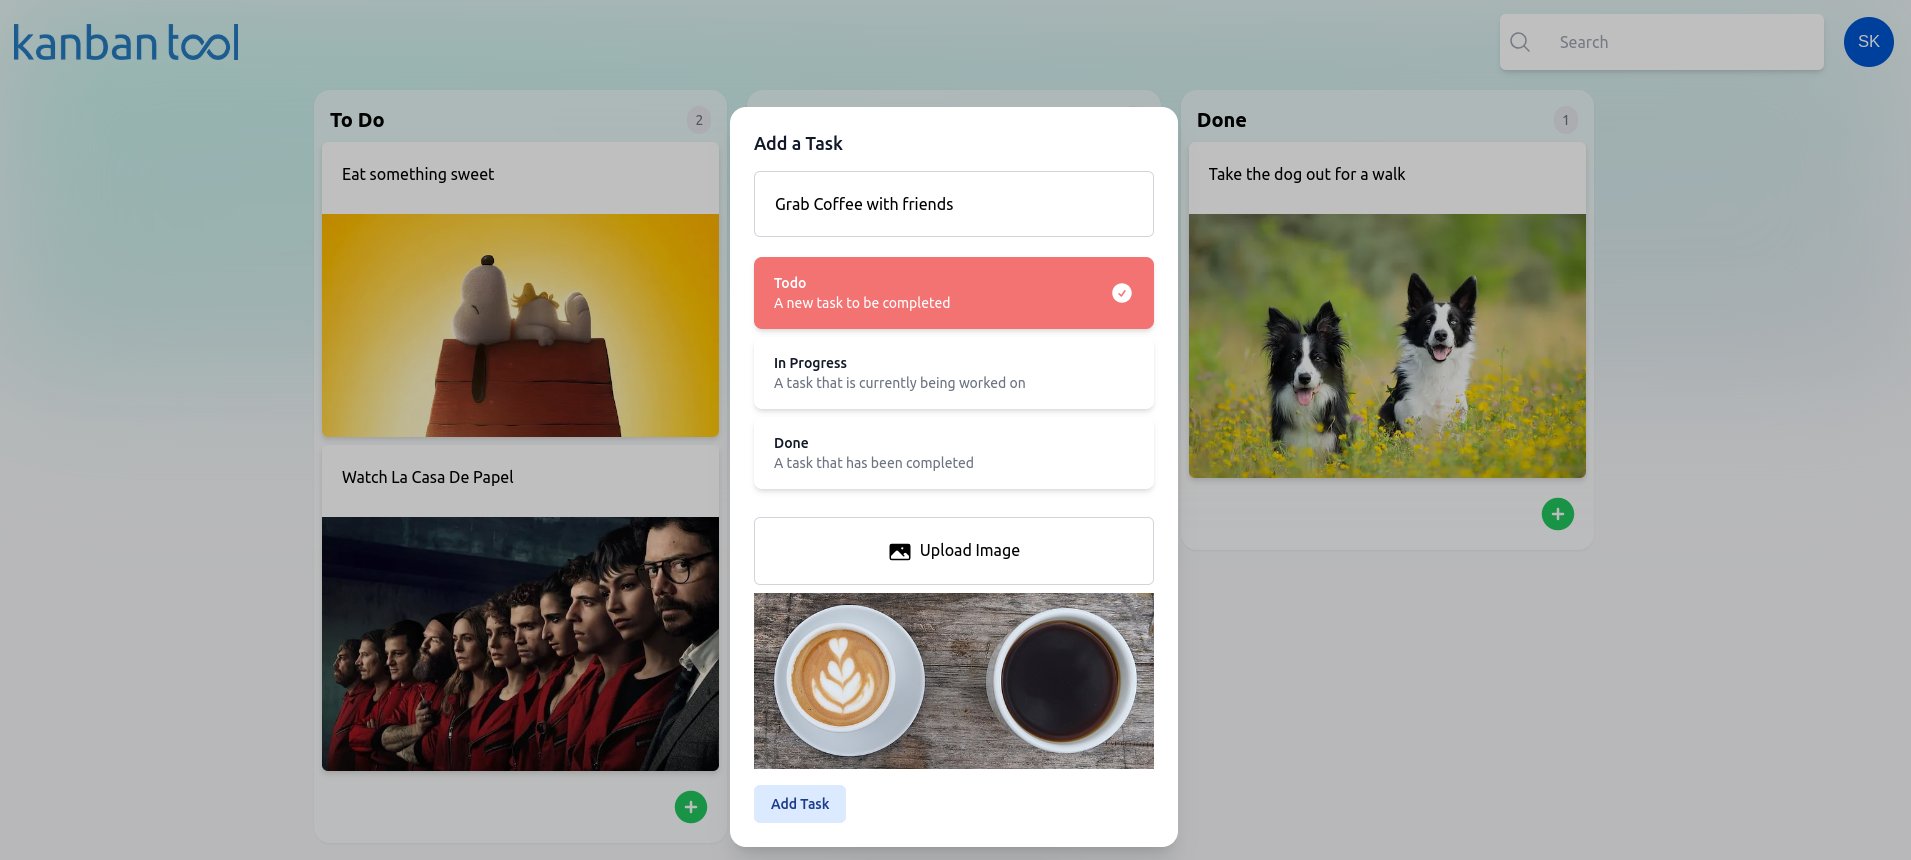 kanban tool
Search
SK
To Do
2
Eat something sweet
Watch La Casa De Papel
Add a Task
Grab Coffee with friends
Todo
A new task to be completed
In Progress
A task that is currently being worked on
Done
A task that has been completed
Upload Image
Add Task
Done
1
Take the dog out for a walk